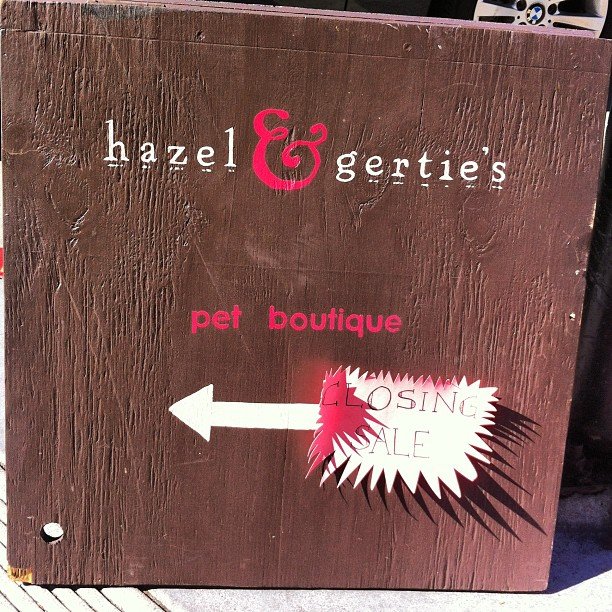 hazel & gertie's
pet boutique
CLOSING
SALE